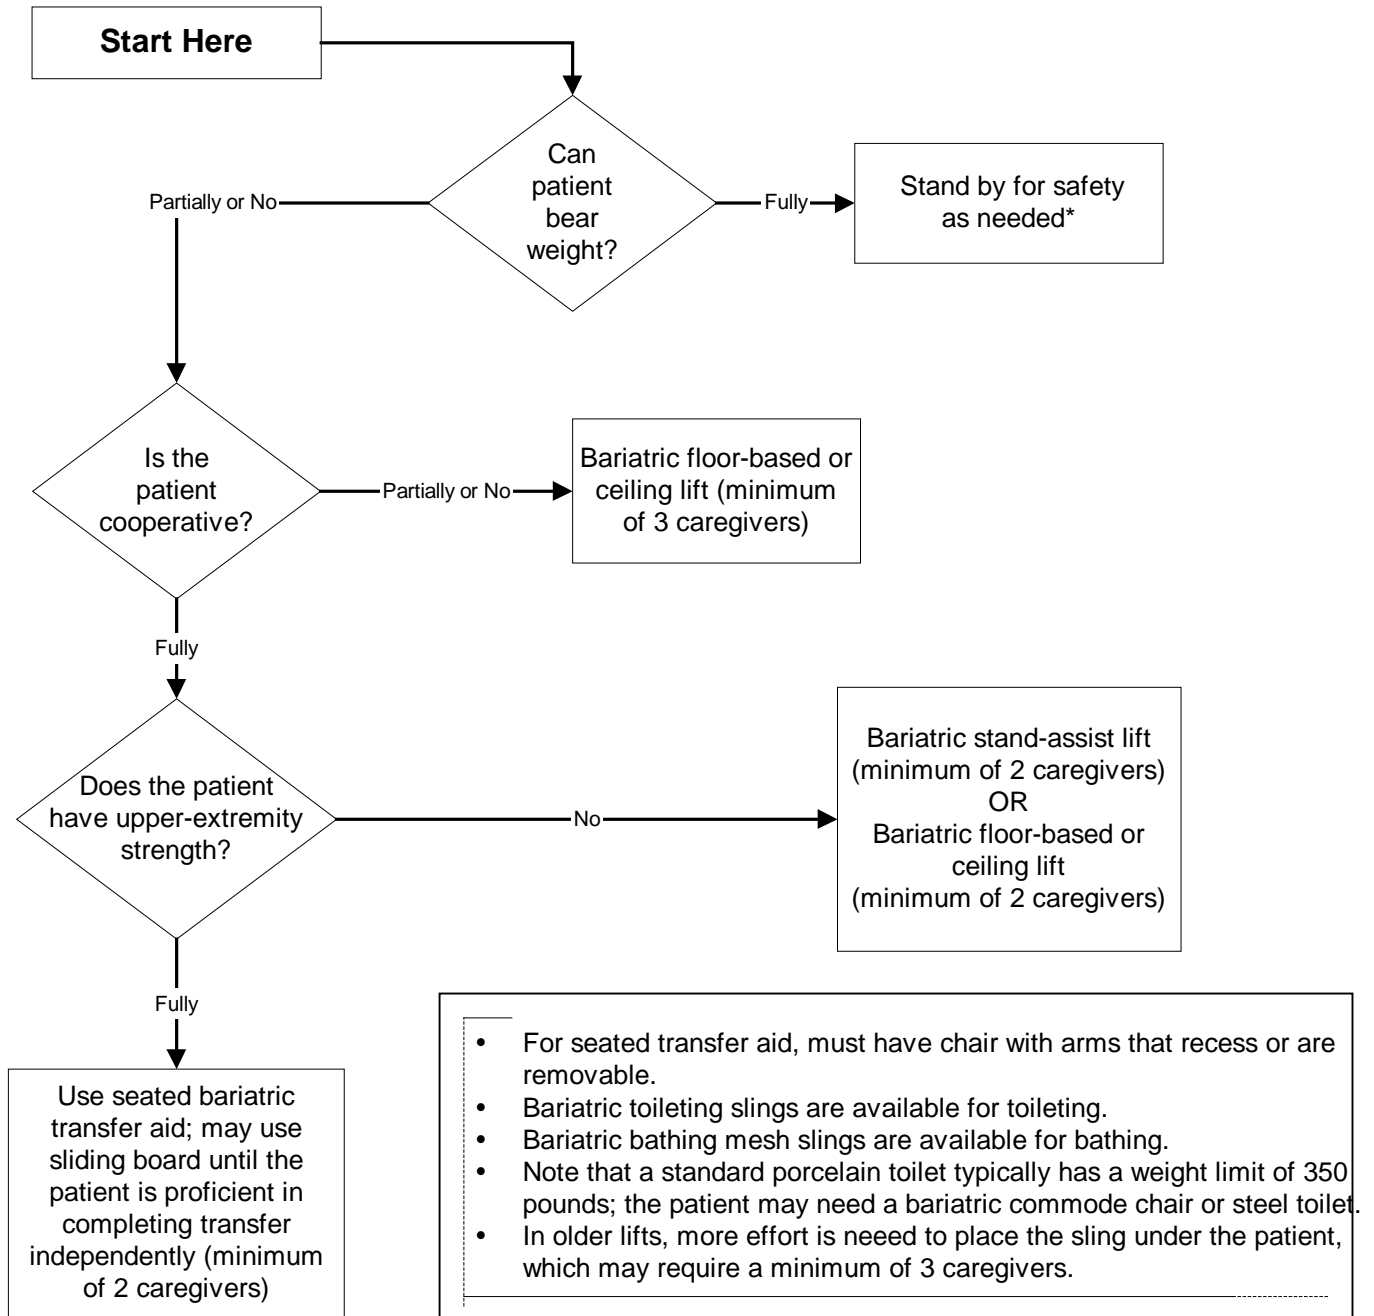 Start Here
Can
patient
bear
weight?
Partially or No
Fully
Stand by for safety
as needed*
Is the
patient
cooperative?
Partially or No
Bariatric floor-based or
ceiling lift (minimum
of 3 caregivers)
Fully
Does the patient
have upper-extremity
strength?
No
Bariatric stand-assist lift
(minimum of 2 caregivers)
OR
Bariatric floor-based or
ceiling lift
(minimum of 2 caregivers)
Fully
Use seated bariatric
transfer aid; may use
sliding board until the
patient is proficient in
completing transfer
independently (minimum
of 2 caregivers)
• For seated transfer aid, must have chair with arms that recess or are
removable.
• Bariatric toileting slings are available for toileting.
• Bariatric bathing mesh slings are available for bathing.
• Note that a standard porcelain toilet typically has a weight limit of 350
pounds; the patient may need a bariatric commode chair or steel toilet.
• In older lifts, more effort is neeed to place the sling under the patient,
which may require a minimum of 3 caregivers.